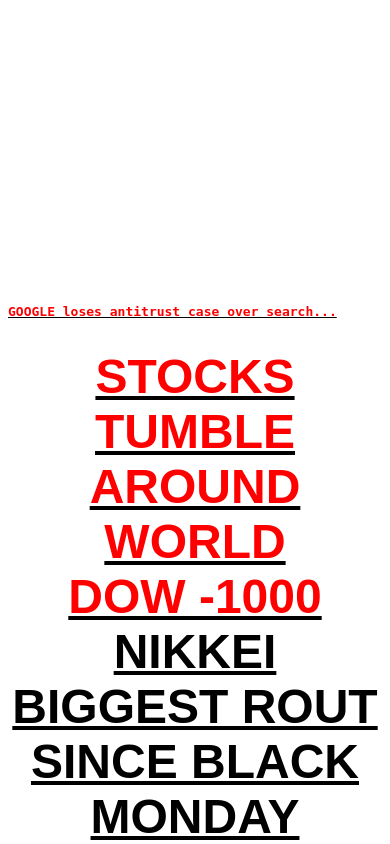 GOOGLE loses antitrust case over search...
STOCKS
TUMBLE
AROUND
WORLD
DOW -1000
NIKKEI
BIGGEST ROUT
SINCE BLACK
MONDAY